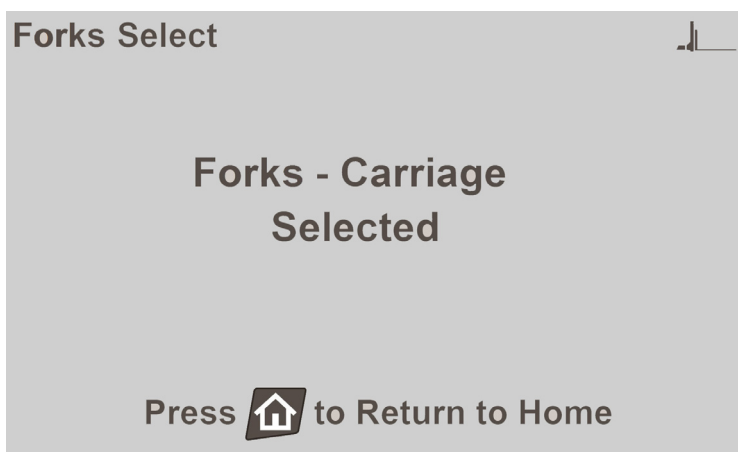 Forks Select
Forks - Carriage
Selected
Press to Return to Home